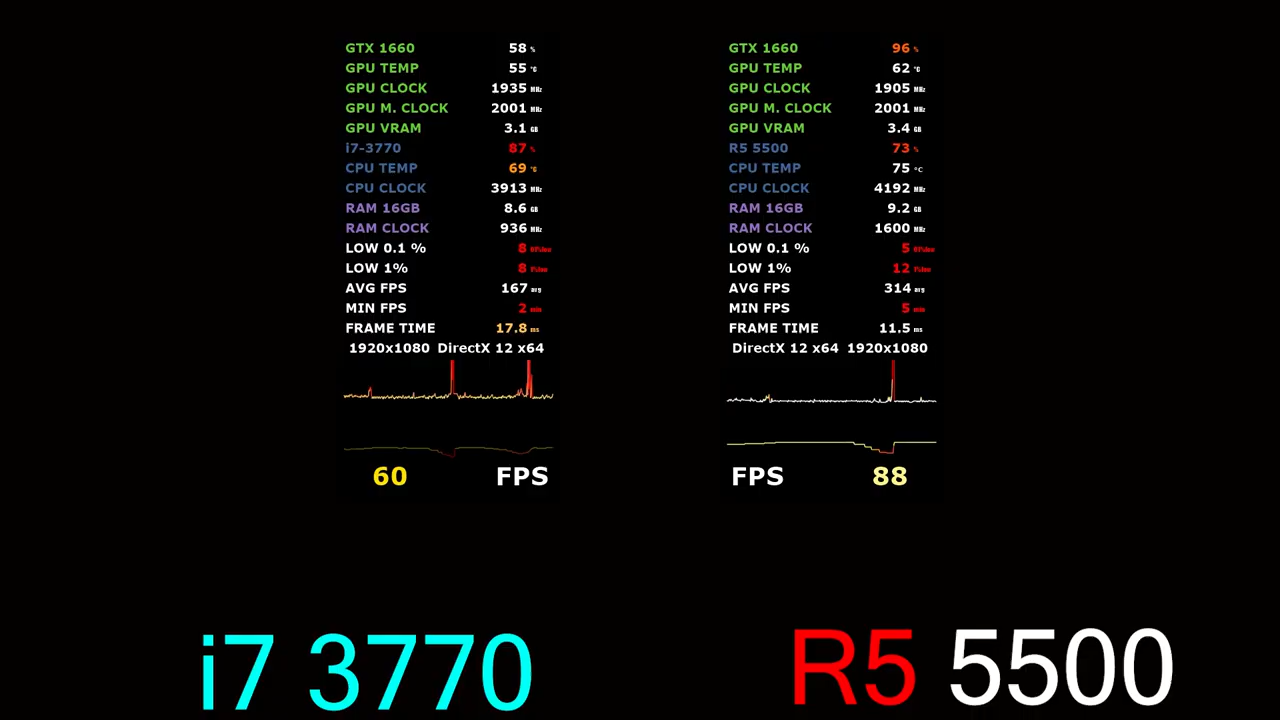 GTX 1660 58 %
GPU TEMP 55 °C
GPU CLOCK 1935 MHz
GPU M. CLOCK 2001 MHz
GPU VRAM 3.1 GB
i7-3770 87 %
CPU TEMP 69 °C
CPU CLOCK 3913 MHz
RAM 16GB 8.6 GB
RAM CLOCK 936 MHz
LOW 0.1 % 8
LOW 1% 8
AVG FPS 167 avg
MIN FPS 2 min
FRAME TIME 17.8 ms
1920x1080 DirectX 12 x64
60 FPS
GTX 1660 96 %
GPU TEMP 62 °C
GPU CLOCK 1905 MHz
GPU M. CLOCK 2001 MHz
GPU VRAM 3.4 GB
R5 5500 73 %
CPU TEMP 75 °C
CPU CLOCK 4192 MHz
RAM 16GB 9.2 GB
RAM CLOCK 1600 MHz
LOW 0.1 % 5
LOW 1% 12
AVG FPS 314 avg
MIN FPS 5 min
FRAME TIME 11.5 ms
DirectX 12 x64 1920x1080
FPS 88
i7 3770
R5 5500